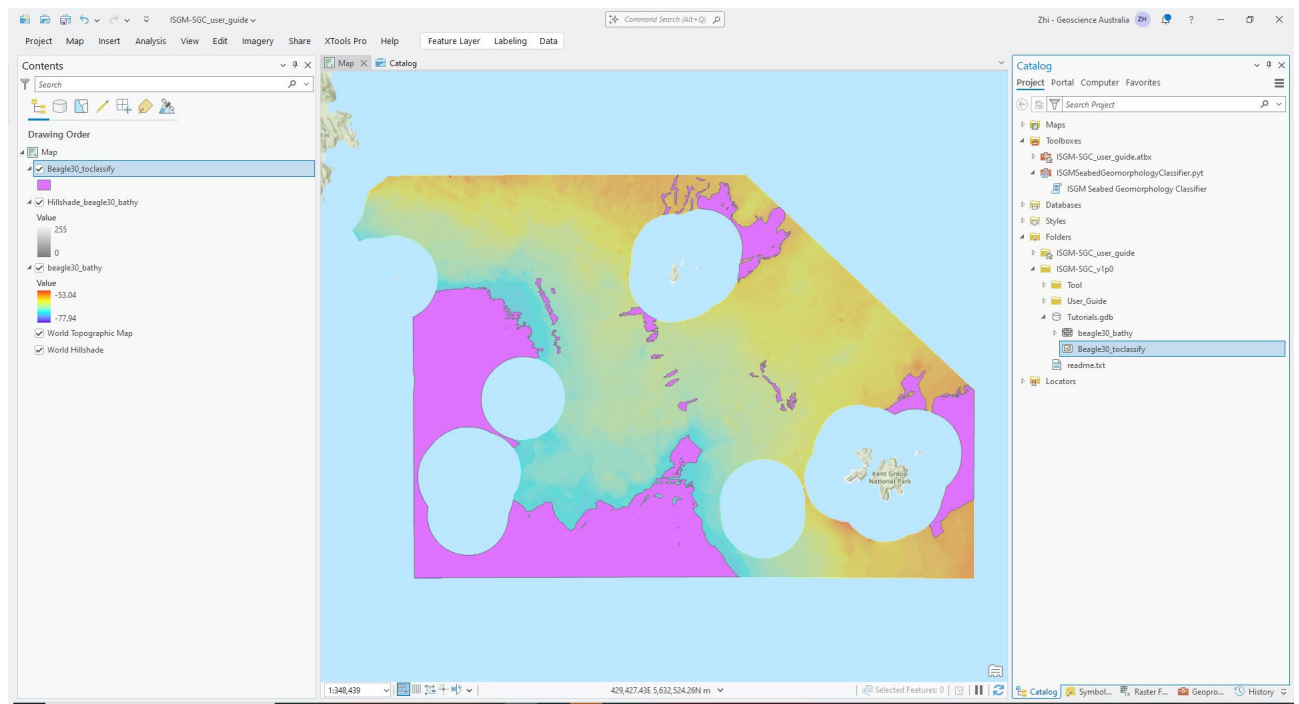 ISGM-SGC_user_guide
Command Search (Alt+Q)
Zhi - Geoscience Australia ZH ?
Project Map Insert Analysis View Edit Imagery Share XTools Pro Help Feature Layer Labeling Data
Contents
Search
Drawing Order
Map
Beagle30_toclassify
Hillshade_beagle30_bathy
Value
255
0
beagle30_bathy
Value
-53.04
-77.94
World Topographic Map
World Hillshade
Map Catalog
Kent Group
National Park
1:348,439
429,427.43E 5,632,524.26N m
Selected Features: 0
Catalog
Project Portal Computer Favorites
Search Project
Maps
Toolboxes
ISGM-SGC_user_guide.atbx
ISGMSeabedGeomorphologyClassifier.pyt
ISGM Seabed Geomorphology Classifier
Databases
Styles
Folders
ISGM-SGC_user_guide
ISGM-SGC_v1p0
Tool
User_Guide
Tutorials.gdb
beagle30_bathy
Beagle30_toclassify
readme.txt
Locators
Catalog Symbol... Raster F... Geopro... History